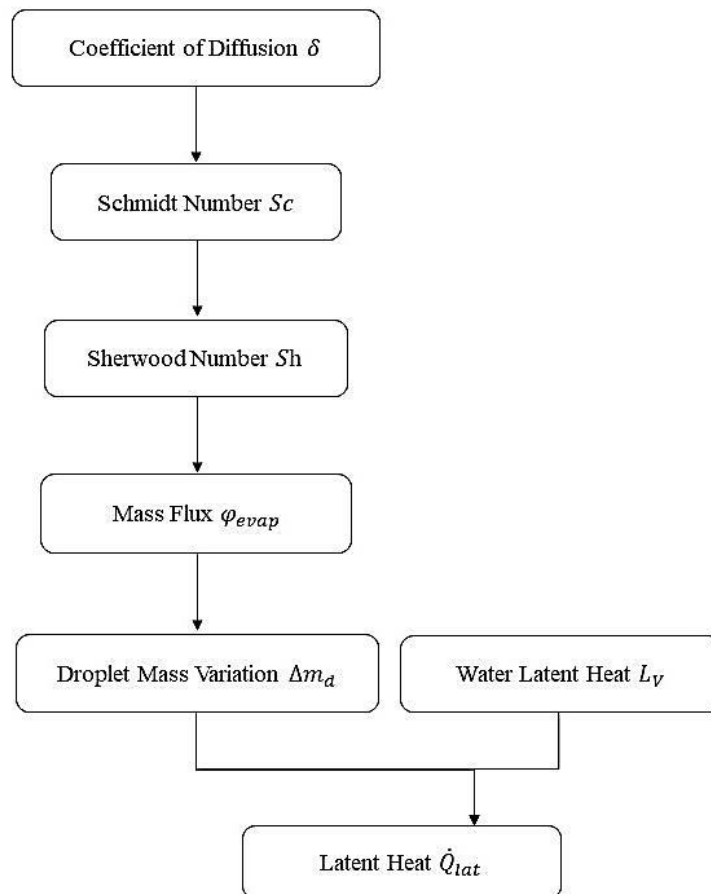 Coefficient of Diffusion δ
Schmidt Number Sc
Sherwood Number Sh
Mass Flux φ_evap
Droplet Mass Variation Δm_d
Water Latent Heat L_V
Latent Heat Q̇_lat